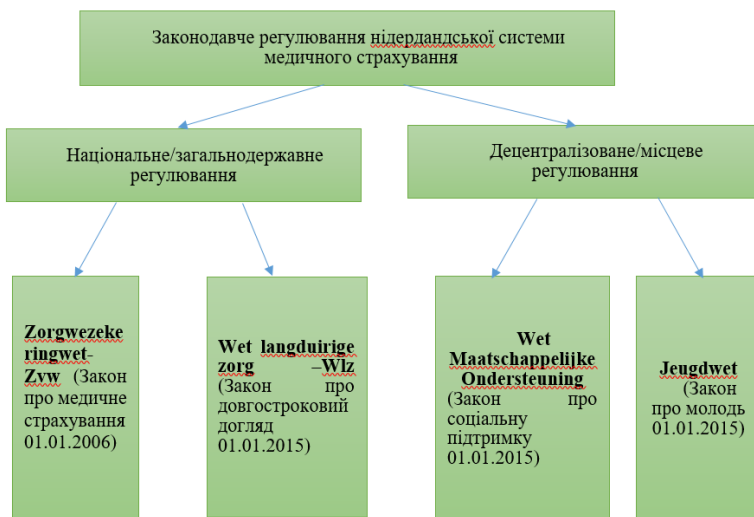 Законодавче регулювання нідердандської системи
медичного страхування
Національне/загальнодержавне
регулювання
Децентралізоване/місцеве
регулювання
Zorgwezeke
ringwet-
Zvw (Закон
про медичне
страхування
01.01.2006)
Wet langduirige
zorg –Wlz
(Закон про
довгостроковий
догляд
01.01.2015)
Wet
Maatschappelijke
Ondersteuning
(Закон про
соціальну
підтримку
01.01.2015)
Jeugdwet
(Закон
про молодь
01.01.2015)